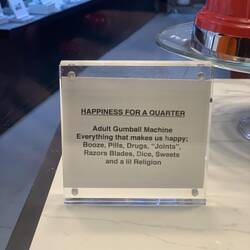 HAPPINESS FOR A QUARTER
Adult Gumball Machine
Everything that makes us happy;
Booze, Pills, Drugs, "Joints",
Razors Blades, Dice, Sweets
and a lil Religion